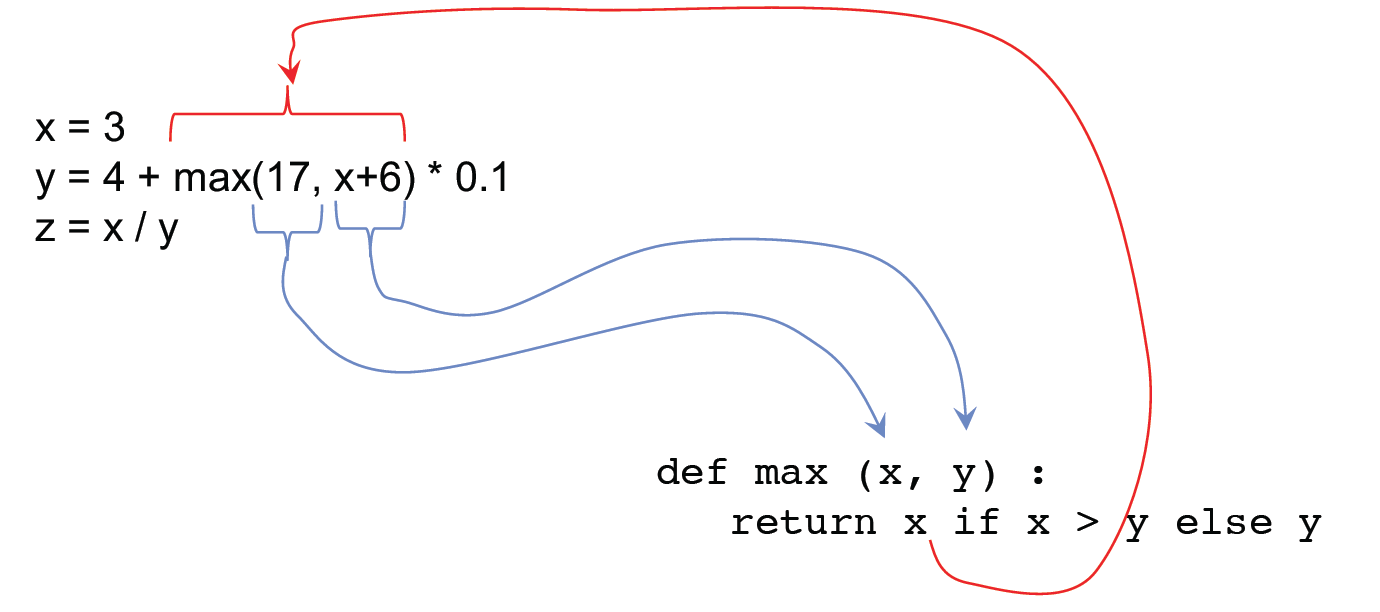 x = 3
y = 4 + max(17, x+6) * 0.1
z = x / y
def max (x, y) :
return x if x > y else y